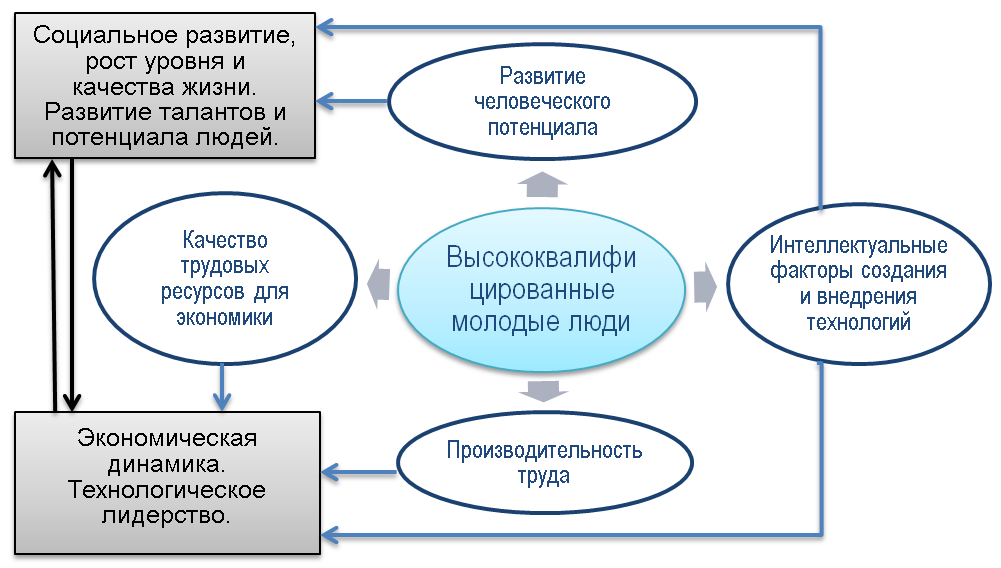 Социальное развитие,
рост уровня и
качества жизни.
Развитие талантов и
потенциала людей.
Развитие
человеческого
потенциала
Качество
трудовых
ресурсов для
экономики
Высококвалифи
цированные
молодые люди
Интеллектуальные
факторы создания
и внедрения
технологий
Экономическая
динамика.
Технологическое
лидерство.
Производительность
труда